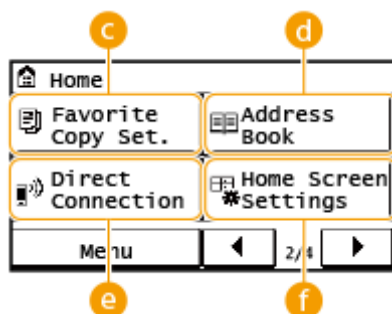 c d
Home
Favorite Address
Copy Set. Book
Direct Home Screen
Connection Settings
Menu 2/4
e f